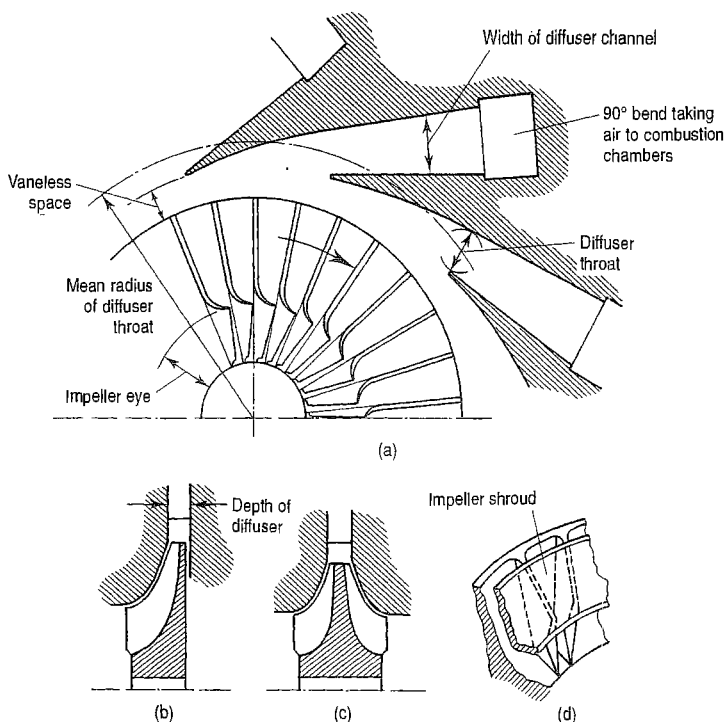 Width of diffuser channel
90° bend taking
air to combustion
chambers
Vaneless
space
Diffuser
throat
Mean radius
of diffuser
throat
Impeller eye
(a)
Depth of
diffuser
Impeller shroud
(b)
(c)
(d)